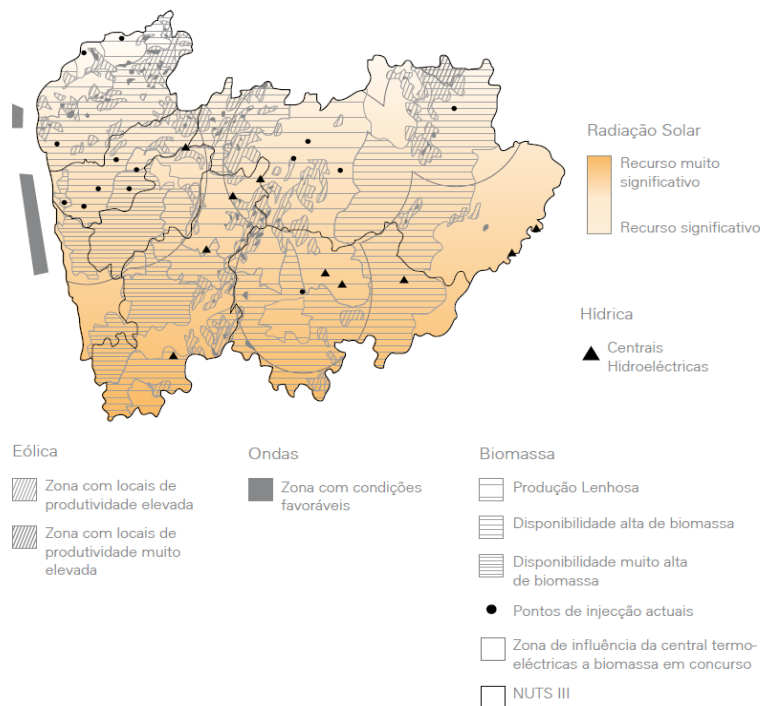 Radiação Solar
Recurso muito
significativo
Recurso significativo
Hídrica
Centrais
Hidroeléctricas
Eólica
Zona com locais de
produtividade elevada
Zona com locais de
produtividade muito
elevada
Ondas
Zona com condições
favoráveis
Biomassa
Produção Lenhosa
Disponibilidade alta de biomassa
Disponibilidade muito alta
de biomassa
Pontos de injecção actuais
Zona de influência da central termo-
eléctricas a biomassa em concurso
NUTS III